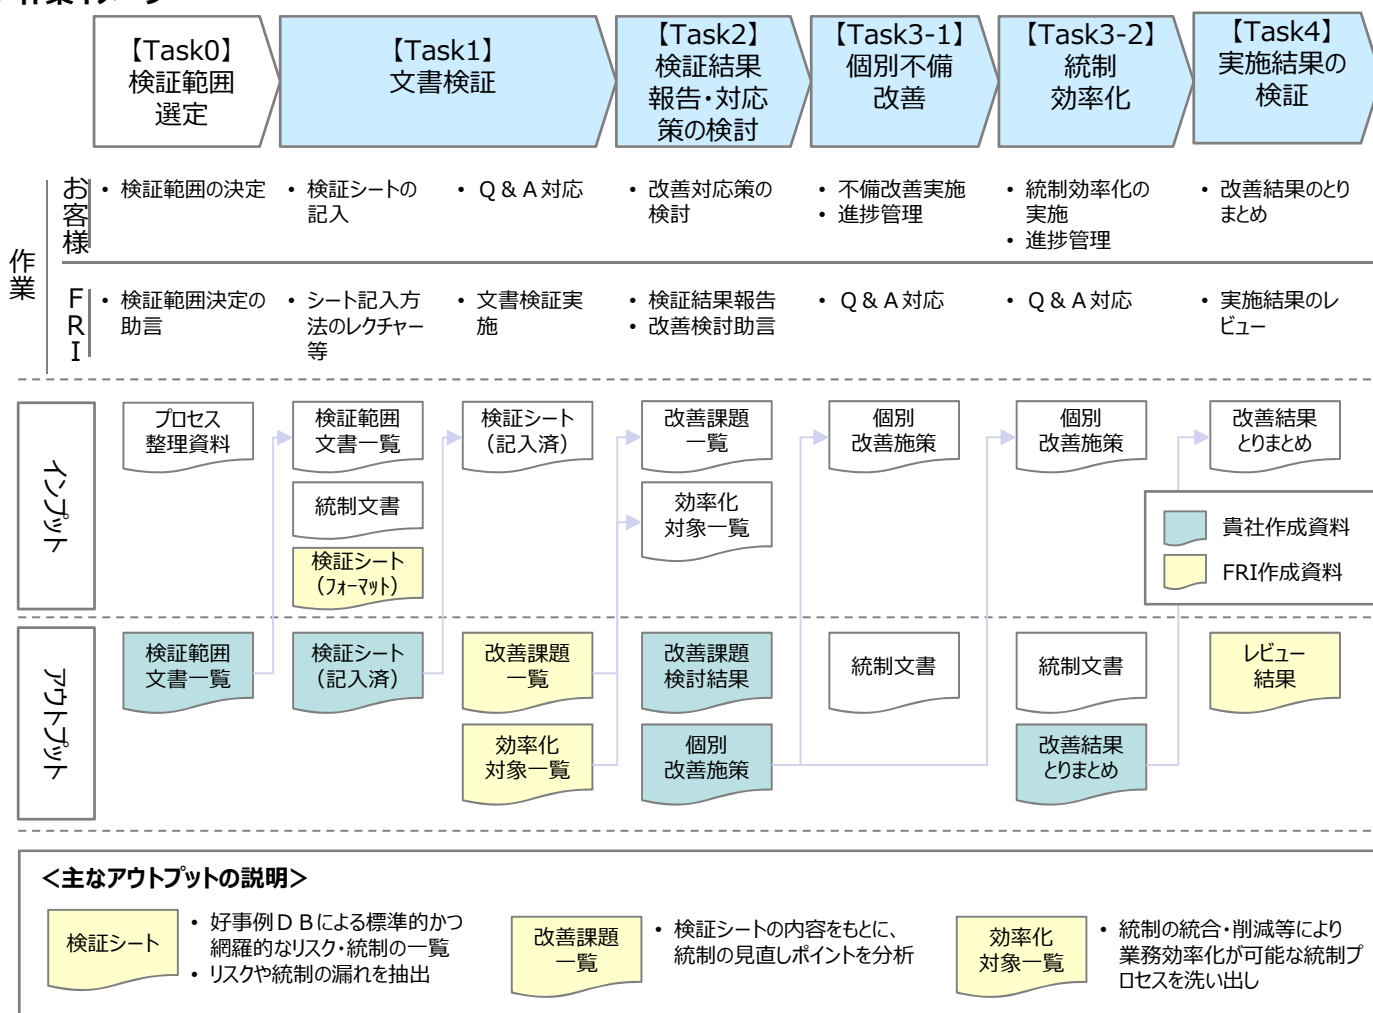 【Task0】
検証範囲
選定
【Task1】
文書検証
【Task2】
検証結果
報告・対応
策の検討
【Task3-1】
個別不備
改善
【Task3-2】
統制
効率化
【Task4】
実施結果の
検証
作業
お客様
• 検証範囲の決定
• 検証シートの
記入
• Q＆A対応
• 改善対応策の
検討
• 不備改善実施
• 進捗管理
• 統制効率化の
実施
• 進捗管理
• 改善結果のとり
まとめ
FRI
• 検証範囲決定の
助言
• シート記入方
法のレクチャー
等
• 文書検証実
施
• 検証結果報告
• 改善検討助言
• Q＆A対応
• Q＆A対応
• 実施結果のレ
ビュー
インプット
プロセス
整理資料
検証範囲
文書一覧
統制文書
検証シート
（フォーマット）
検証シート
（記入済）
改善課題
一覧
効率化
対象一覧
個別
改善施策
個別
改善施策
改善結果
とりまとめ
貴社作成資料
FRI作成資料
アウトプット
検証範囲
文書一覧
検証シート
（記入済）
改善課題
一覧
効率化
対象一覧
改善課題
検討結果
個別
改善施策
統制文書
統制文書
改善結果
とりまとめ
レビュー
結果
＜主なアウトプットの説明＞
検証シート
• 好事例ＤＢによる標準的かつ
網羅的なリスク・統制の一覧
• リスクや統制の漏れを抽出
改善課題
一覧
• 検証シートの内容をもとに、
統制の見直しポイントを分析
効率化
対象一覧
• 統制の統合・削減等により
業務効率化が可能な統制プ
ロセスを洗い出し